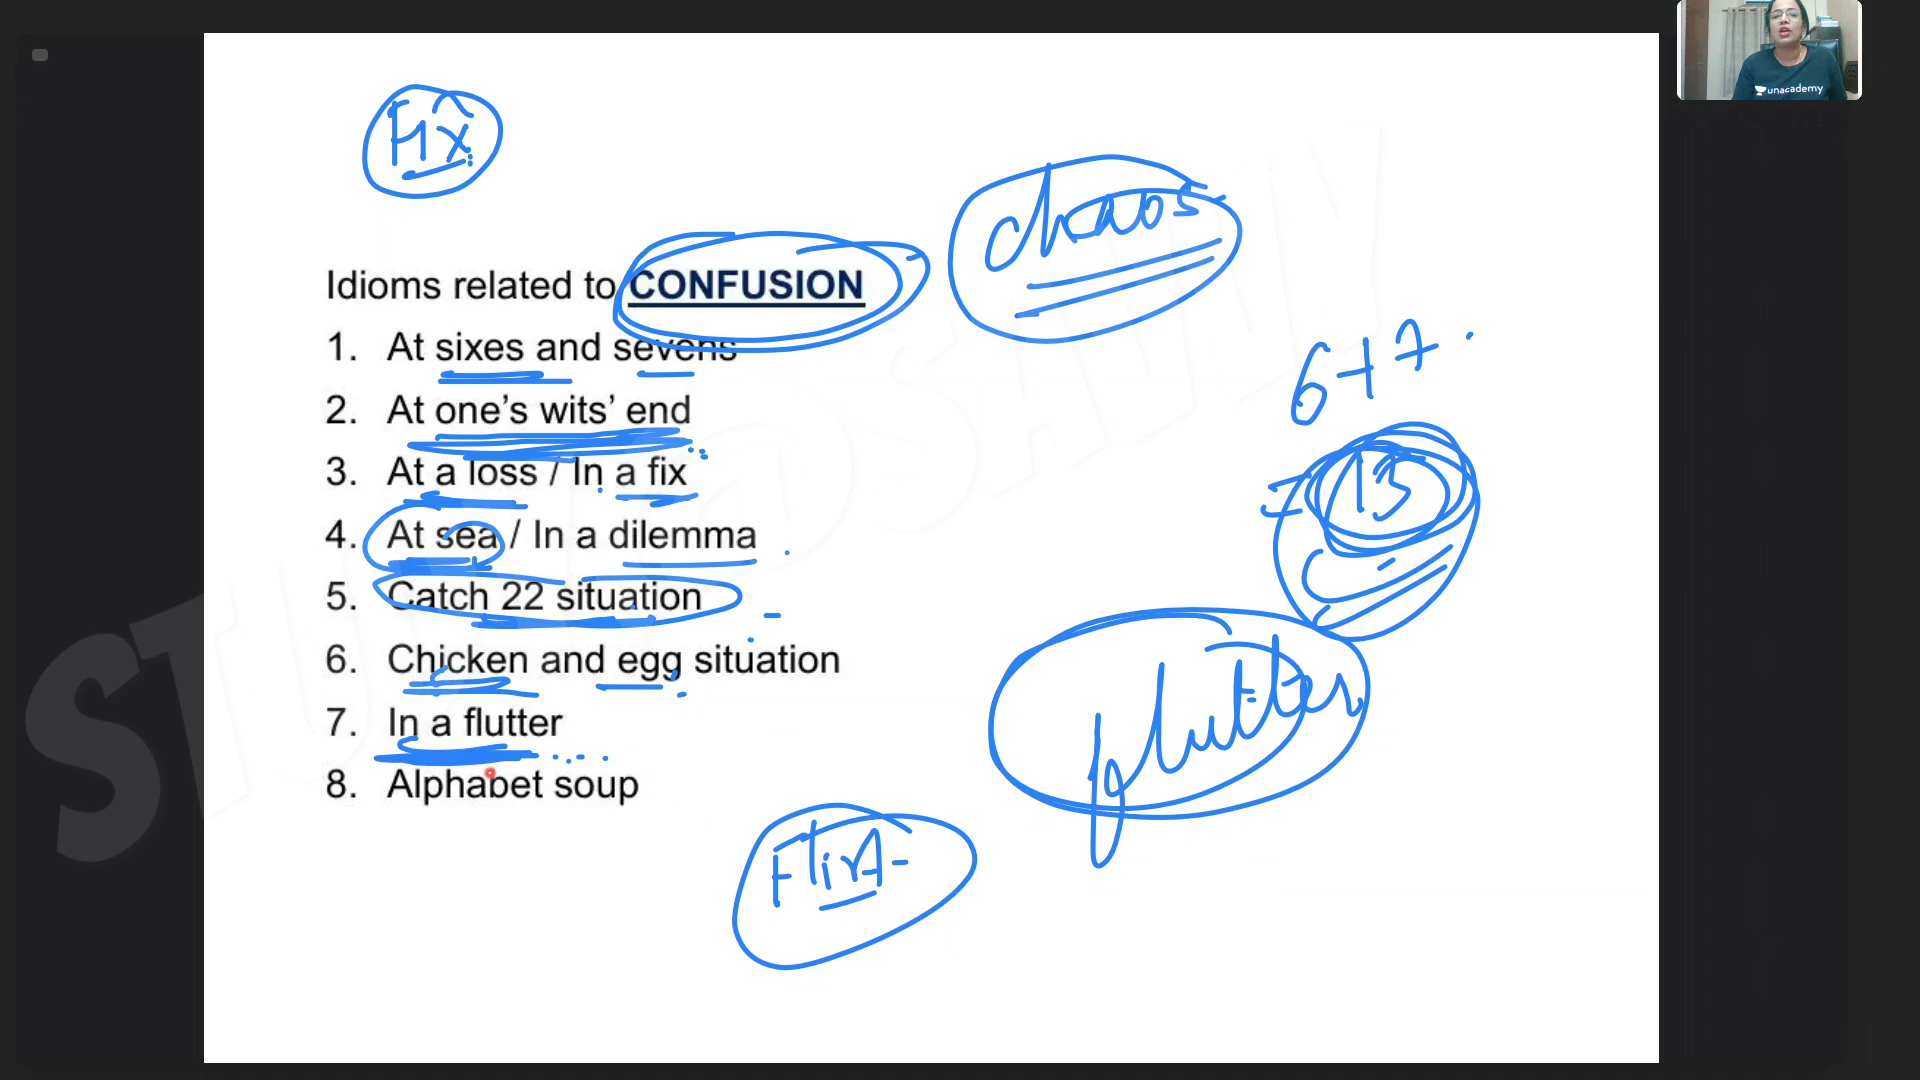 unacademy
Fix
chaos
Idioms related to CONFUSION
1. At sixes and sevens
6+7
2. At one’s wits’ end
3. At a loss / In a fix
= 13
4. At sea / In a dilemma
5. Catch 22 situation
6. Chicken and egg situation
flutter
7. In a flutter
8. Alphabet soup
Flirt